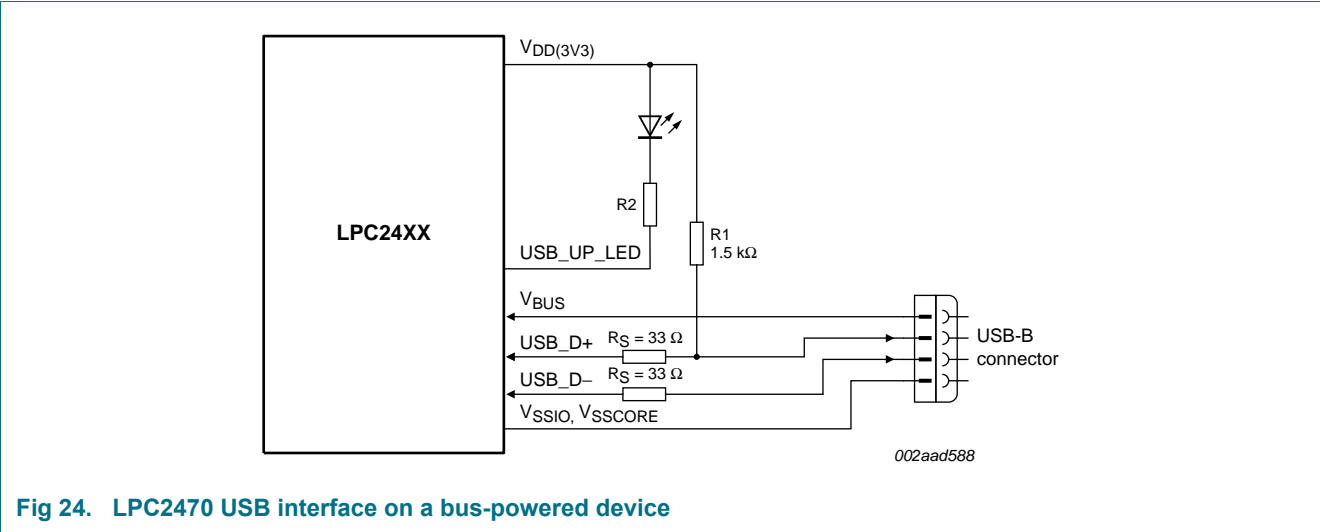 VDD(3V3)
R2
LPC24XX
R1
1.5 kΩ
USB_UP_LED
VBUS
USB_D+ RS = 33 Ω
USB-B
connector
USB_D− RS = 33 Ω
VSSIO, VSSCORE
002aad588
Fig 24. LPC2470 USB interface on a bus-powered device